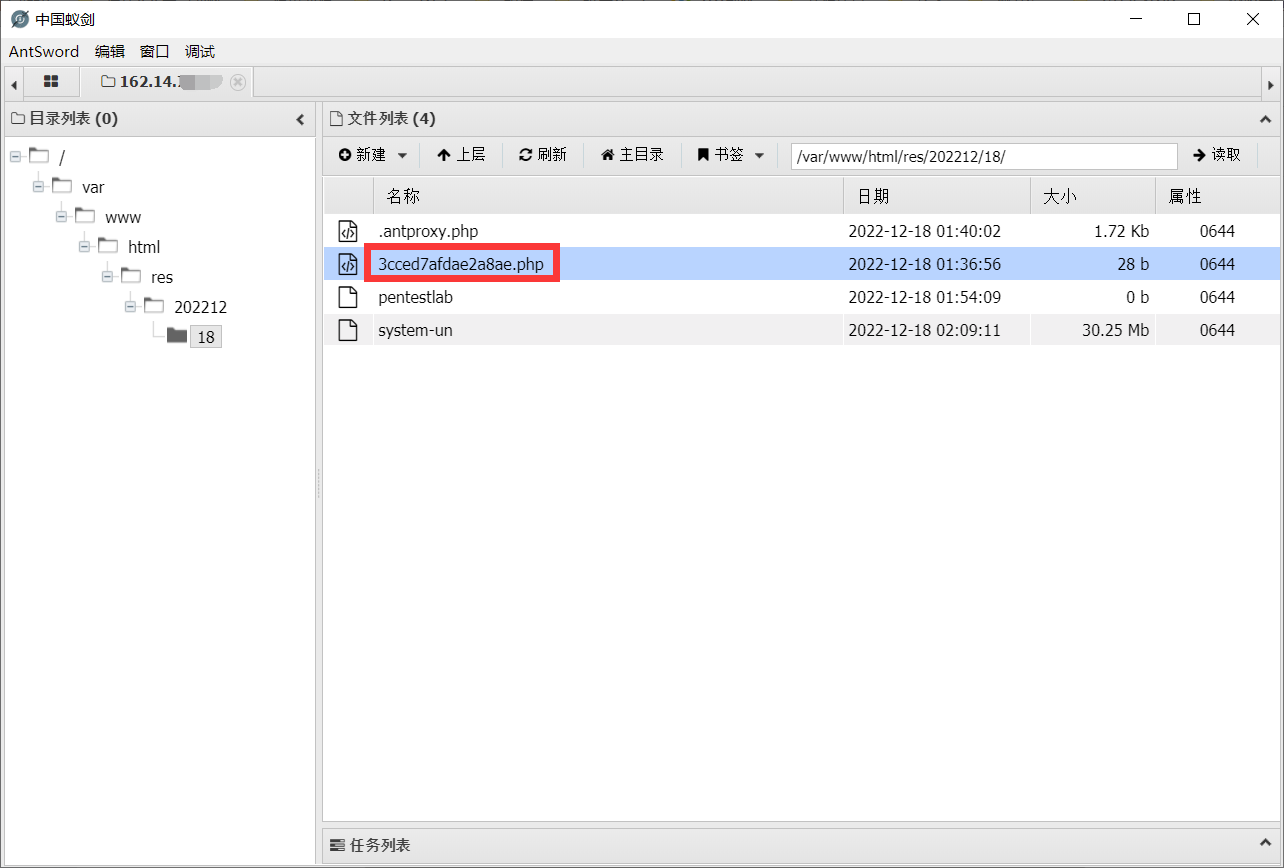 中国蚁剑
AntSword 编辑 窗口 调试
162.14.
目录列表 (0)
文件列表 (4)
新建 上层 刷新 主目录 书签 /var/www/html/res/202212/18/ 读取
名称 日期 大小 属性
/
var
www
html
res
202212
18
.antproxy.php 2022-12-18 01:40:02 1.72 Kb 0644
3cced7afdae2a8ae.php 2022-12-18 01:36:56 28 b 0644
pentestlab 2022-12-18 01:54:09 0 b 0644
system-un 2022-12-18 02:09:11 30.25 Mb 0644
任务列表